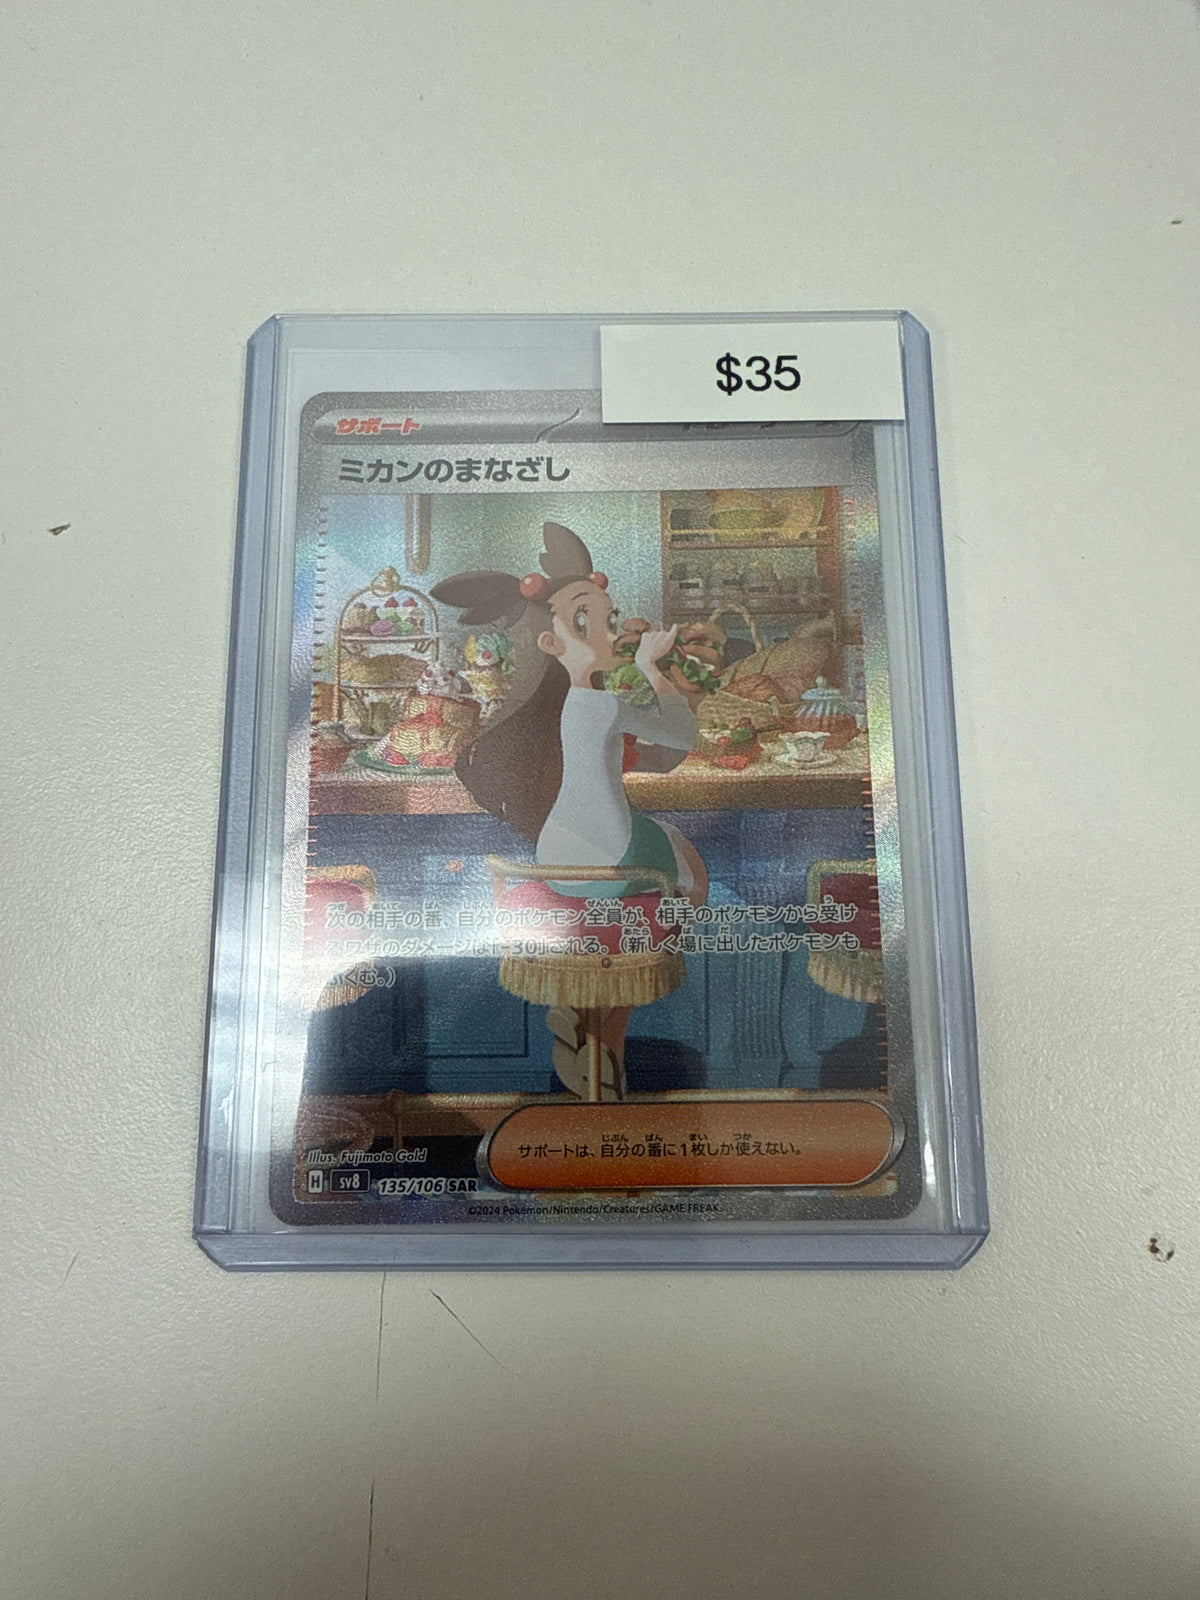 $35
サポート
ミカンのまなざし
次の相手の番、自分のポケモン全員が、相手のポケモンから受け
るワザのダメージは「-30」される。（新しく場に出したポケモンも
ふくむ。）
サポートは、自分の番に1枚しか使えない。
Illus. Fujimoto Gold
H sv8 135/106 SAR
©2024 Pokémon/Nintendo/Creatures/GAME FREAK.